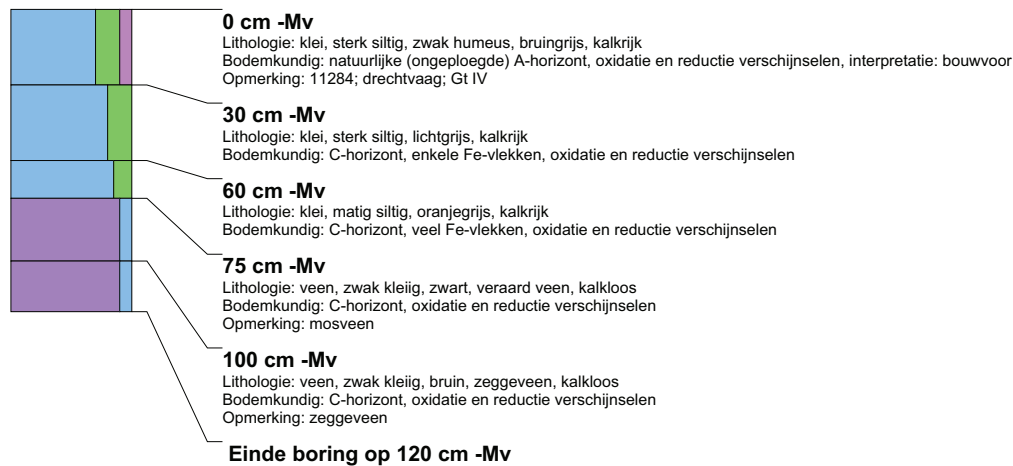 0 cm -Mv
Lithologie: klei, sterk siltig, zwak humeus, bruingrijs, kalkrijk
Bodemkundig: natuurlijke (ongeploegde) A-horizont, oxidatie en reductie verschijnselen, interpretatie: bouwvoor
Opmerking: 11284; drechtvaag; Gt IV
30 cm -Mv
Lithologie: klei, sterk siltig, lichtgrijs, kalkrijk
Bodemkundig: C-horizont, enkele Fe-vlekken, oxidatie en reductie verschijnselen
60 cm -Mv
Lithologie: klei, matig siltig, oranjegrijs, kalkrijk
Bodemkundig: C-horizont, veel Fe-vlekken, oxidatie en reductie verschijnselen
75 cm -Mv
Lithologie: veen, zwak kleiig, zwart, veraard veen, kalkloos
Bodemkundig: C-horizont, oxidatie en reductie verschijnselen
Opmerking: mosveen
100 cm -Mv
Lithologie: veen, zwak kleiig, bruin, zeggeveen, kalkloos
Bodemkundig: C-horizont, oxidatie en reductie verschijnselen
Opmerking: zeggeveen
Einde boring op 120 cm -Mv